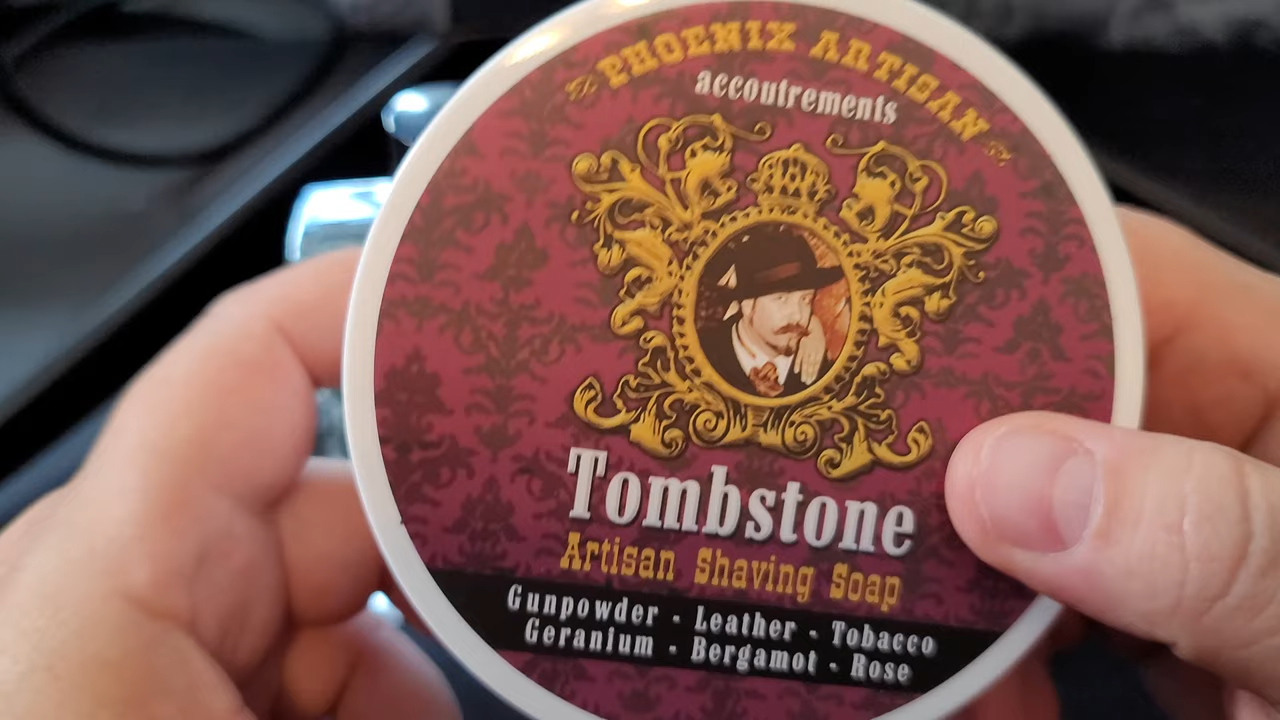 PHOENIX ARTISAN
accoutrements
Tombstone
Artisan Shaving Soap
Gunpowder - Leather - Tobacco
Geranium - Bergamot - Rose